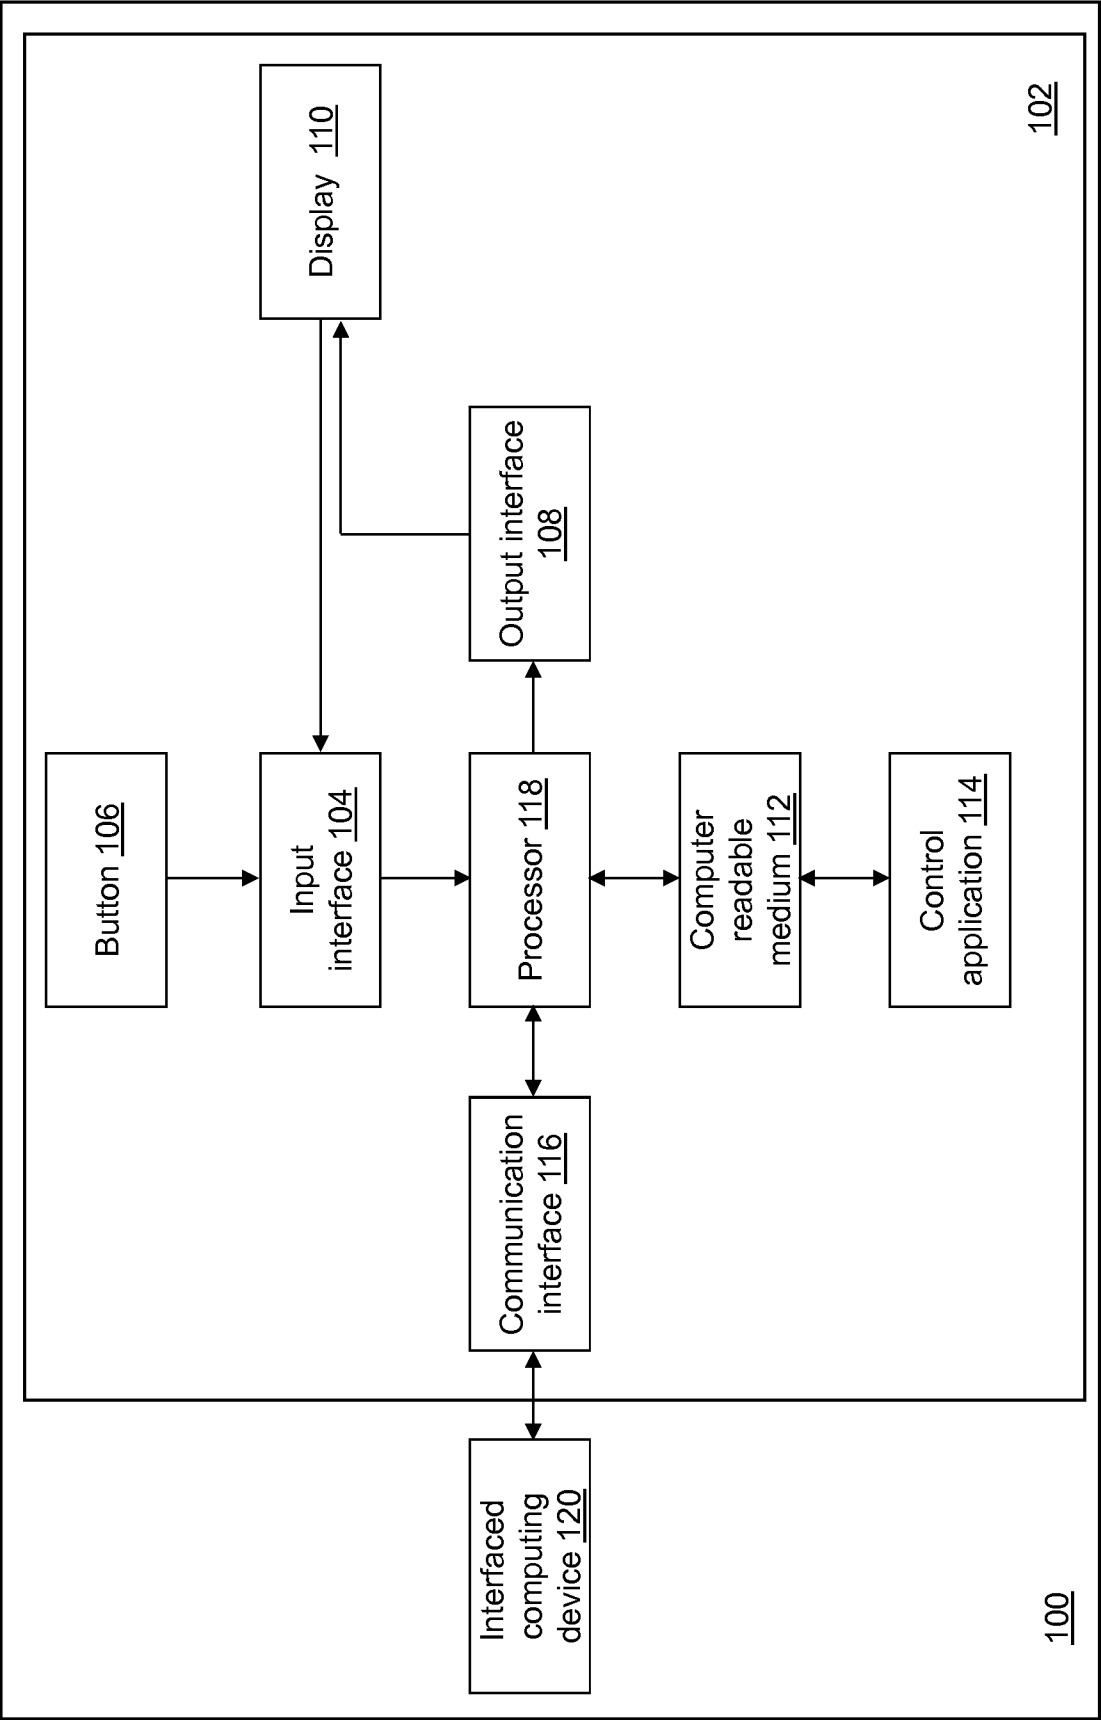 Button 106
Input
interface 104
Display 110
Interfaced
computing
device 120
Communication
interface 116
Processor 118
Output interface
108
Computer
readable
medium 112
Control
application 114
100
102